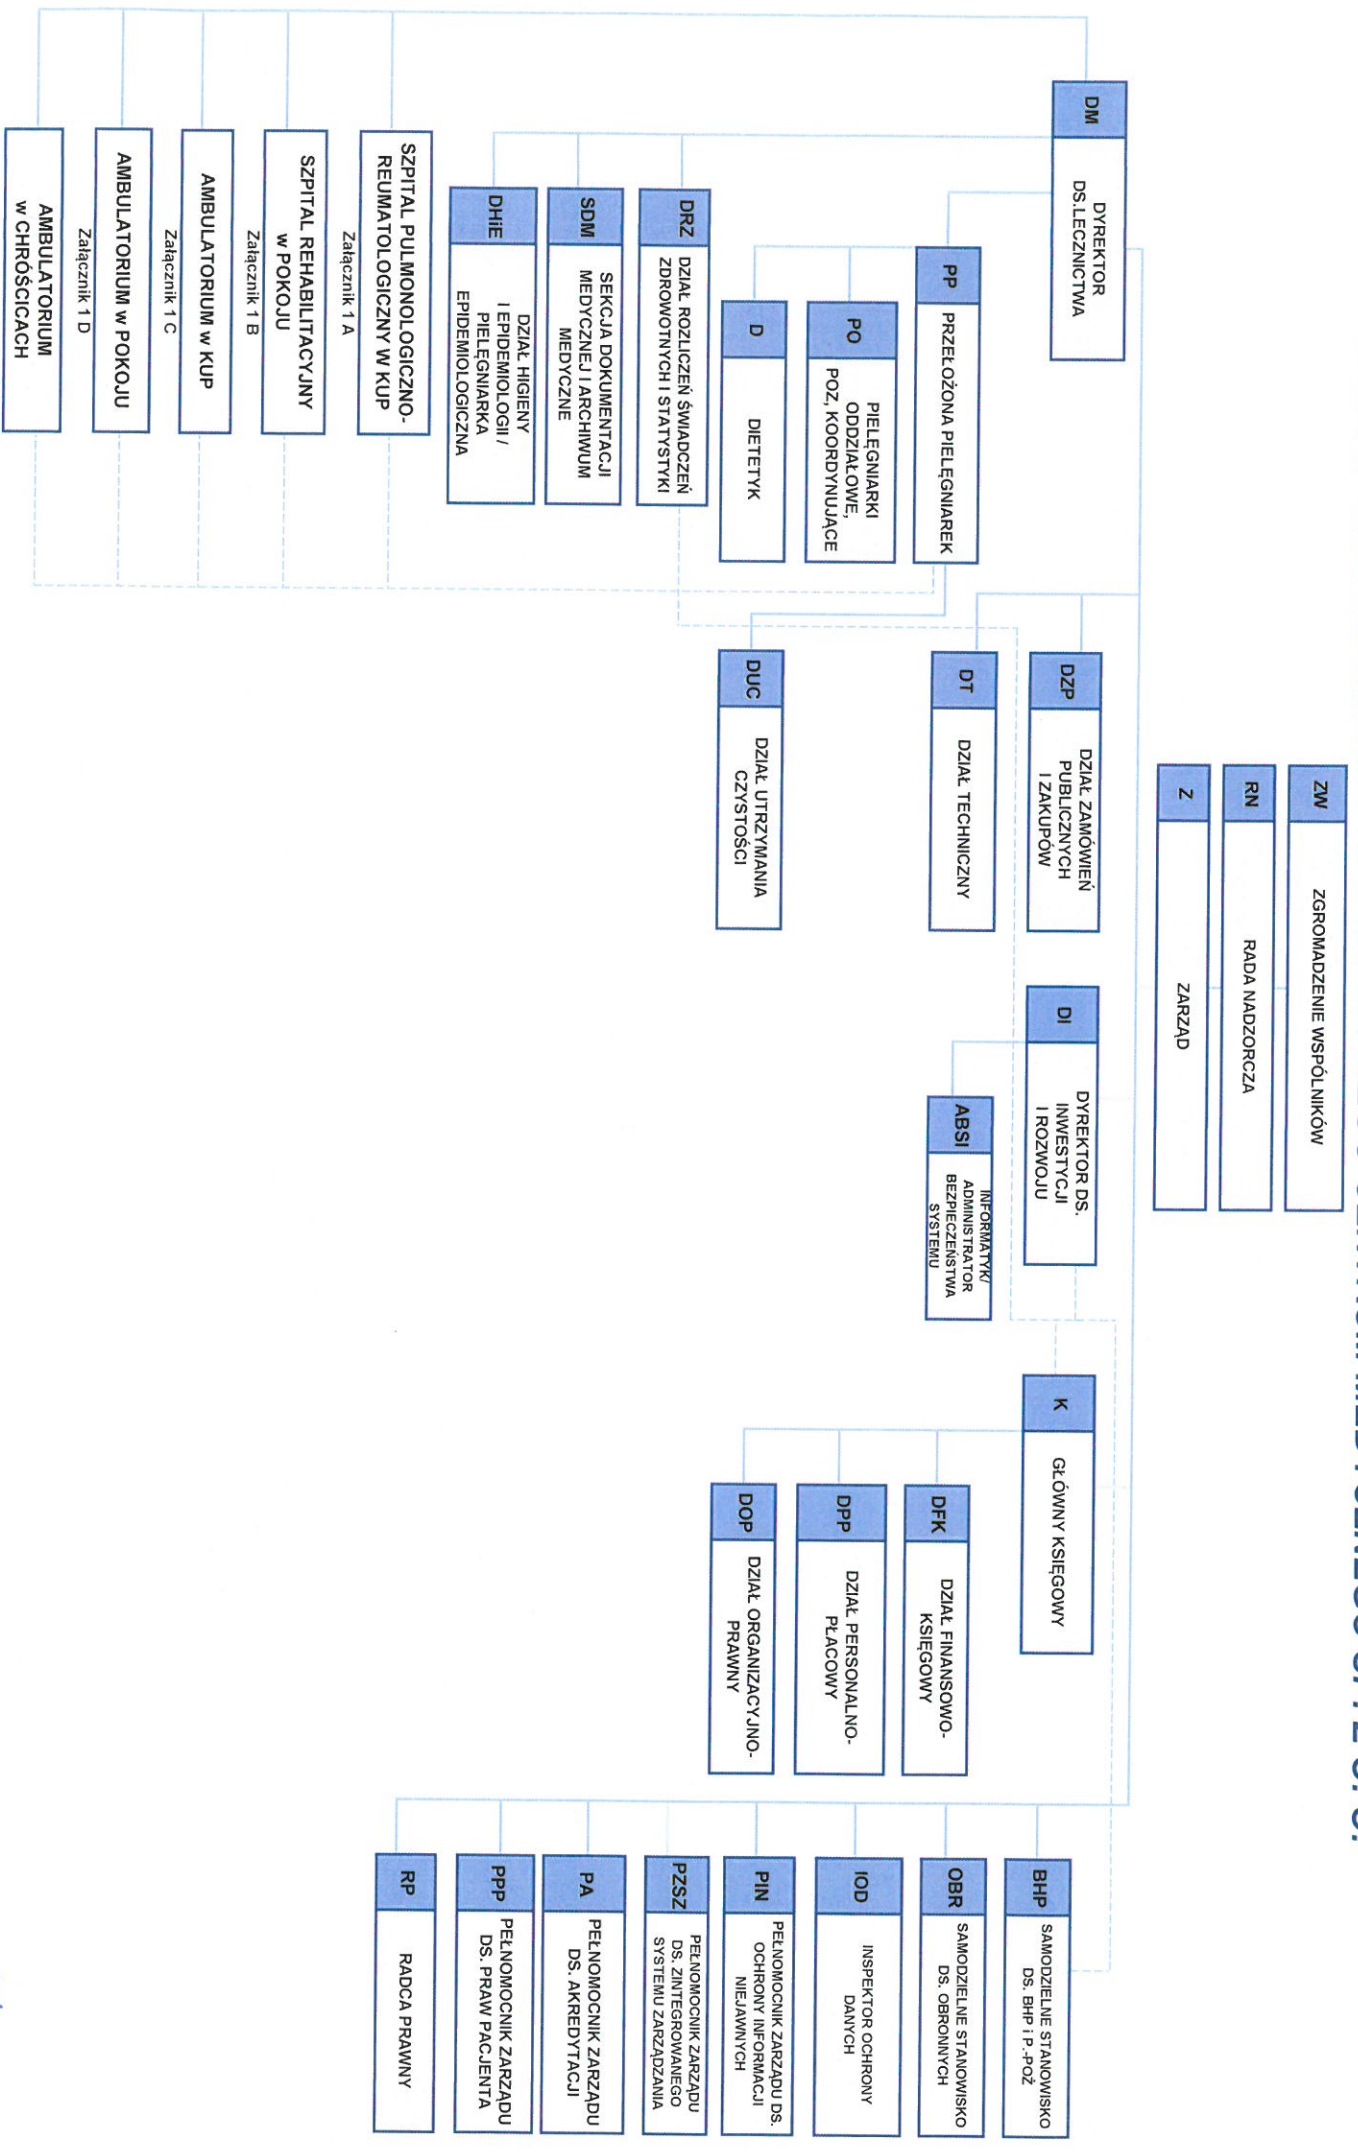 ZW
ZGROMADZENIE WSPÓLNIKÓW
RN
RADA NADZORCZA
Z
ZARZĄD
DM
DYREKTOR
DS.LECZNICTWA
DZP
DZIAŁ ZAMÓWIEŃ
PUBLICZNYCH
I ZAKUPÓW
DI
DYREKTOR DS.
INWESTYCJI
I ROZWOJU
K
GŁÓWNY KSIĘGOWY
BHP
SAMODZIELNE STANOWISKO
DS. BHP i P.-POŻ
PP
PRZEŁOŻONA PIELĘGNIAREK
DT
DZIAŁ TECHNICZNY
ABSI
INFORMATYK/
ADMINISTRATOR
BEZPIECZEŃSTWA
SYSTEMU
DFK
DZIAŁ FINANSOWO-
KSIĘGOWY
OBR
SAMODZIELNE STANOWISKO
DS. OBRONNYCH
PO
PIELĘGNIARKI
ODDZIAŁOWE,
POZ, KOORDYNUJĄCE
DPP
DZIAŁ PERSONALNO-
PŁACOWY
IOD
INSPEKTOR OCHRONY
DANYCH
D
DIETETYK
DUC
DZIAŁ UTRZYMANIA
CZYSTOŚCI
DOP
DZIAŁ ORGANIZACYJNO-
PRAWNY
PIN
PEŁNOMOCNIK ZARZĄDU DS.
OCHRONY INFORMACJI
NIEJAWNYCH
DRZ
DZIAŁ ROZLICZEŃ ŚWIADCZEŃ
ZDROWOTNYCH I STATYSTYKI
PZSZ
PEŁNOMOCNIK ZARZĄDU
DS. ZINTEGROWANEGO
SYSTEMU ZARZĄDZANIA
SDM
SEKCJA DOKUMENTACJI
MEDYCZNEJ I ARCHIWUM
MEDYCZNE
PA
PEŁNOMOCNIK ZARZĄDU
DS. AKREDYTACJI
DHiE
DZIAŁ HIGIENY
I EPIDEMIOLOGII /
PIELĘGNIARKA
EPIDEMIOLOGICZNA
PPP
PEŁNOMOCNIK ZARZĄDU
DS. PRAW PACJENTA
SZPITAL PULMONOLOGICZNO-
REUMATOLOGICZNY W KUP
Załącznik 1 A
RP
RADCA PRAWNY
SZPITAL REHABILITACYJNY
w POKOJU
Załącznik 1 B
AMBULATORIUM w KUP
Załącznik 1 C
AMBULATORIUM w POKOJU
Załącznik 1 D
AMBULATORIUM
w CHRÓŚCICACH